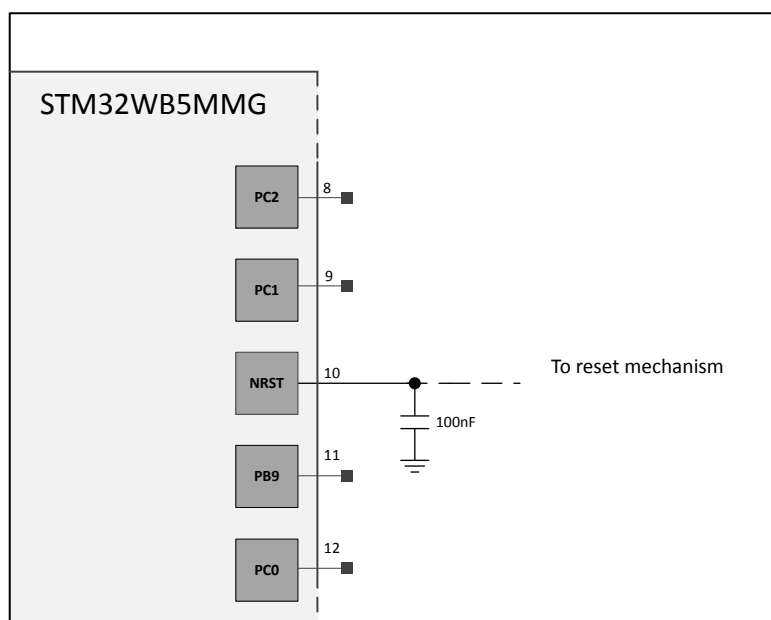 STM32WB5MMG
PC2
8
PC1
9
NRST
10
To reset mechanism
100nF
PB9
11
PC0
12